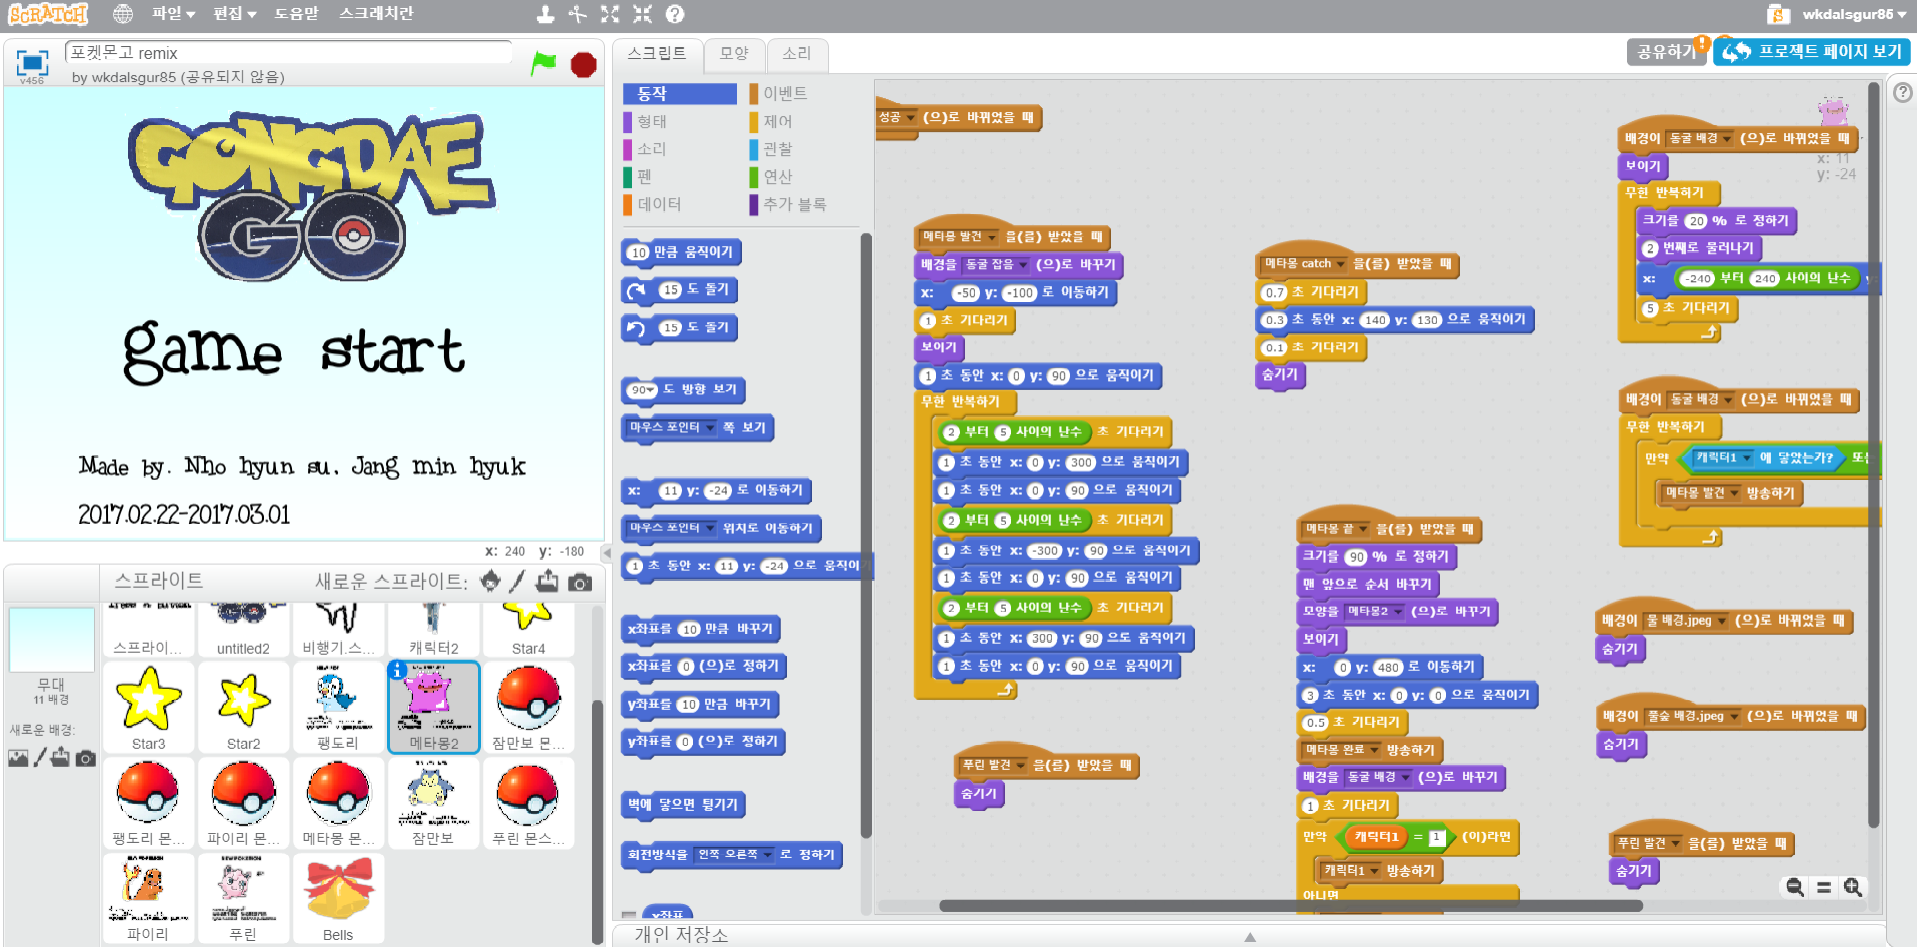 SCRATCH 파일 편집 도움말 스크래치란
wkdalsgur85
v456
포켓몬고 remix
by wkdalsgur85 (공유되지 않음)
스크립트 모양 소리
공유하기
프로젝트 페이지 보기
GONGDAE
GO
game start
Made by. Nho hyun su, Jang min hyuk
2017.02.22-2017.03.01
x: 240 y: -180
스프라이트 새로운 스프라이트:
무대
11 배경
새로운 배경:
스프라이... untitled2 비행기.스... 캐릭터2 Star4
Star3 Star2 팽도리 메타몽2 잠만보 몬...
팽도리 몬... 파이리 몬... 메타몽 몬... 잠만보 푸린 몬스...
파이리 푸린 Bells
동작 이벤트
형태 제어
소리 관찰
펜 연산
데이터 추가 블록
10 만큼 움직이기
15 도 돌기
15 도 돌기
90 도 방향 보기
마우스 포인터 쪽 보기
x: 11 y: -24 로 이동하기
마우스 포인터 위치로 이동하기
1 초 동안 x: 11 y: -24 으로 움직이기
x좌표를 10 만큼 바꾸기
x좌표를 0 (으)로 정하기
y좌표를 10 만큼 바꾸기
y좌표를 0 (으)로 정하기
벽에 닿으면 튕기기
회전방식을 왼쪽 오른쪽 로 정하기
x좌표
성공 (으)로 바뀌었을 때
메타몽 발견 을(를) 받았을 때
배경을 동굴 잡음 (으)로 바꾸기
x: -50 y: -100 로 이동하기
1 초 기다리기
보이기
1 초 동안 x: 0 y: 90 으로 움직이기
무한 반복하기
2 부터 5 사이의 난수 초 기다리기
1 초 동안 x: 0 y: 300 으로 움직이기
1 초 동안 x: 0 y: 90 으로 움직이기
2 부터 5 사이의 난수 초 기다리기
1 초 동안 x: -300 y: 90 으로 움직이기
1 초 동안 x: 0 y: 90 으로 움직이기
2 부터 5 사이의 난수 초 기다리기
1 초 동안 x: 300 y: 90 으로 움직이기
1 초 동안 x: 0 y: 90 으로 움직이기
푸린 발견 을(를) 받았을 때
숨기기
메타몽 catch 을(를) 받았을 때
0.7 초 기다리기
0.3 초 동안 x: 140 y: 130 으로 움직이기
0.1 초 기다리기
숨기기
메타몽 끝 을(를) 받았을 때
크기를 90 % 로 정하기
맨 앞으로 순서 바꾸기
모양을 메타몽2 (으)로 바꾸기
보이기
x: 0 y: 480 로 이동하기
3 초 동안 x: 0 y: 0 으로 움직이기
0.5 초 기다리기
메타몽 완료 방송하기
배경을 동굴 배경 (으)로 바꾸기
1 초 기다리기
만약 캐릭터1 = 1 (이)라면
캐릭터1 방송하기
아니면
배경이 동굴 배경 (으)로 바뀌었을 때
보이기
x: 11
y: -24
무한 반복하기
크기를 20 % 로 정하기
2 번째로 물러나기
x: -240 부터 240 사이의 난수 y:
5 초 기다리기
배경이 동굴 배경 (으)로 바뀌었을 때
무한 반복하기
만약 캐릭터1 에 닿았는가? 또는
메타몽 발견 방송하기
배경이 풀 배경.jpeg (으)로 바뀌었을 때
숨기기
배경이 풀숲 배경.jpeg (으)로 바뀌었을 때
숨기기
푸린 발견 을(를) 받았을 때
숨기기
개인 저장소